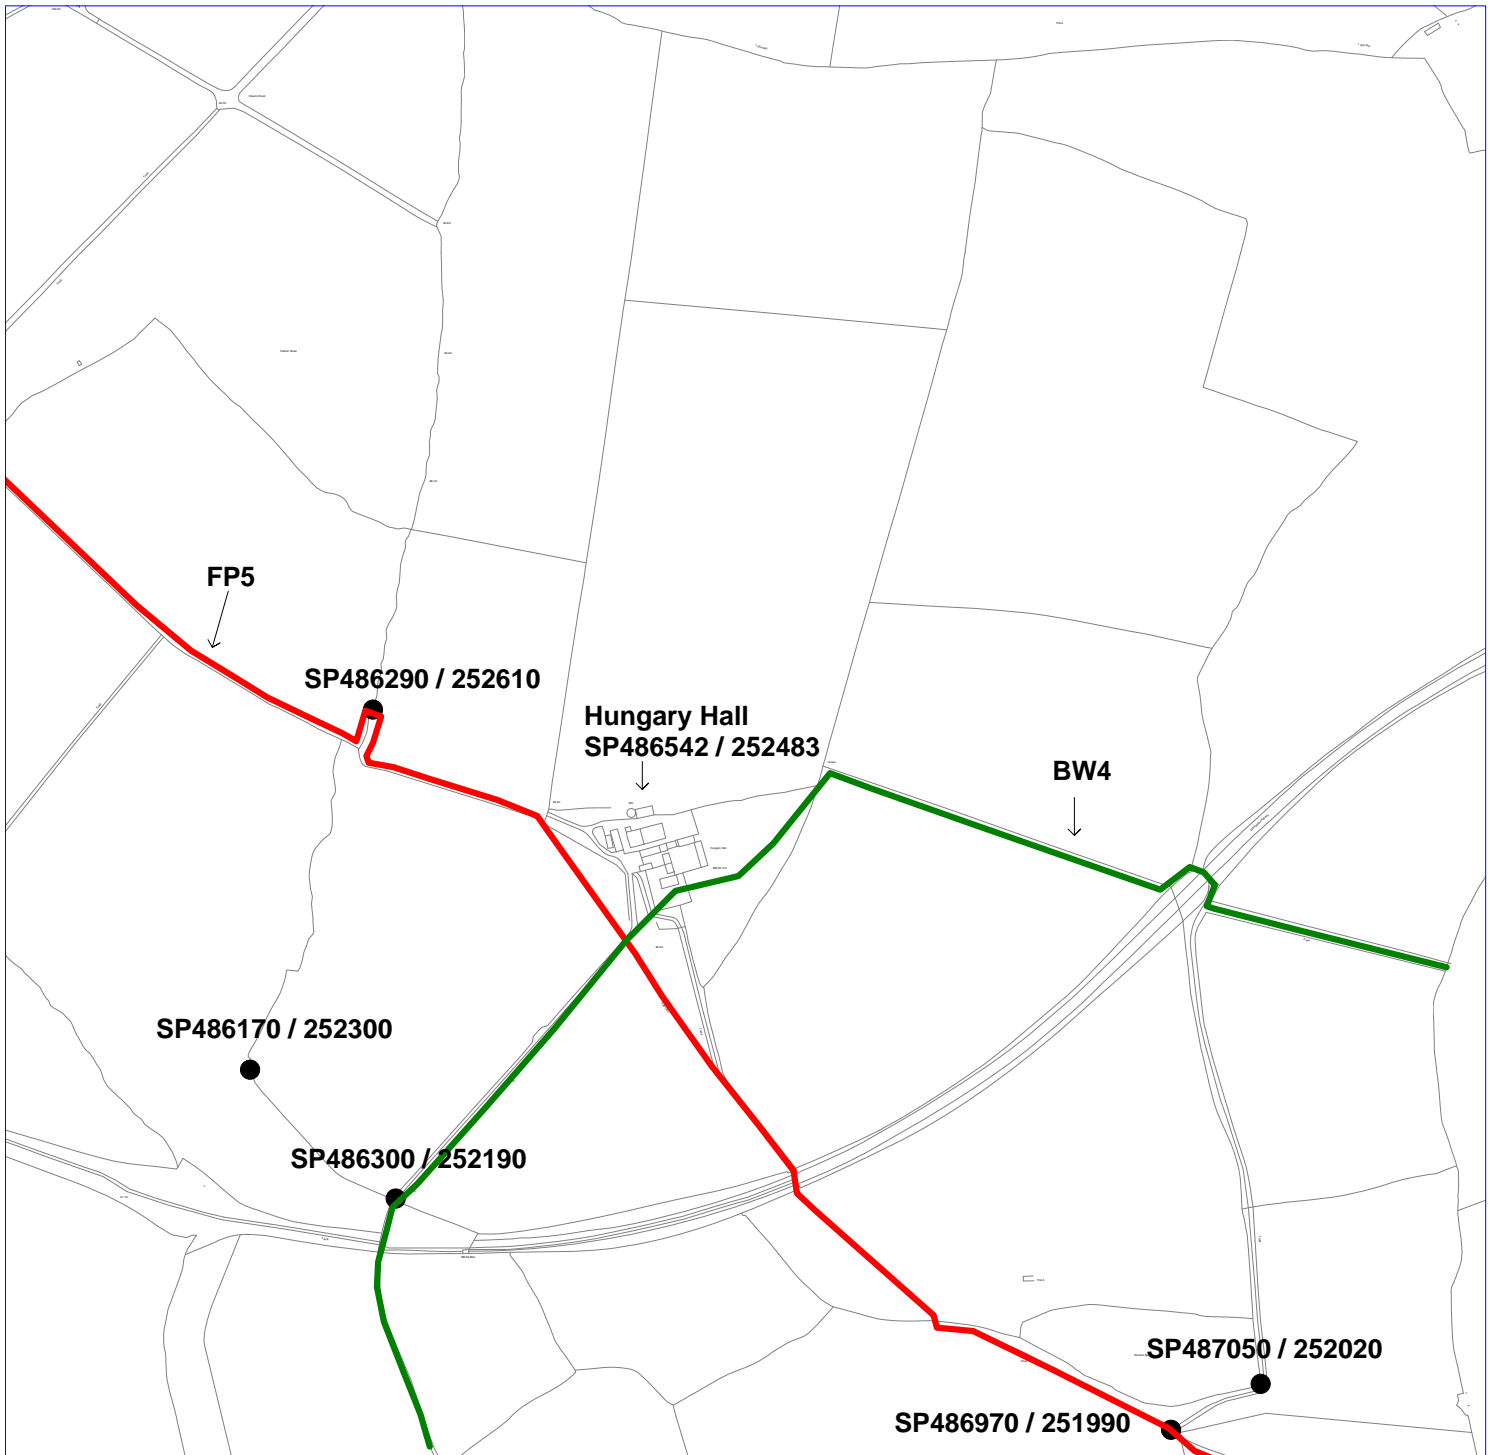 FP5
SP486290 / 252610
Hungary Hall
SP486542 / 252483
BW4
SP486170 / 252300
SP486300 / 252190
SP487050 / 252020
SP486970 / 251990